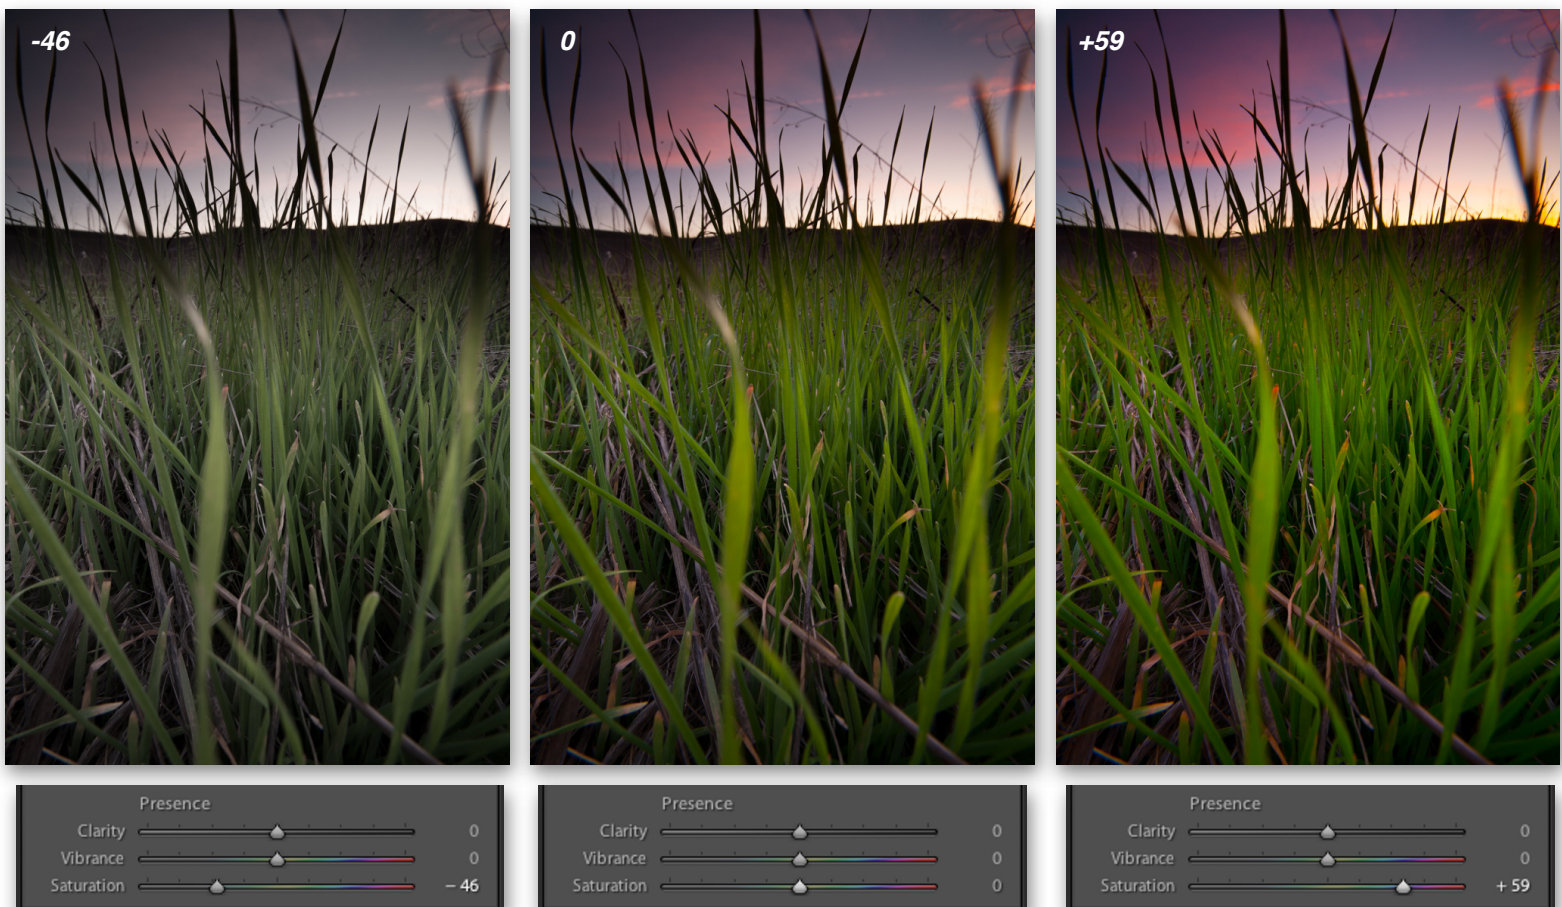 -46
0
+59
Presence
Clarity 0
Vibrance 0
Saturation – 46
Presence
Clarity 0
Vibrance 0
Saturation 0
Presence
Clarity 0
Vibrance 0
Saturation + 59